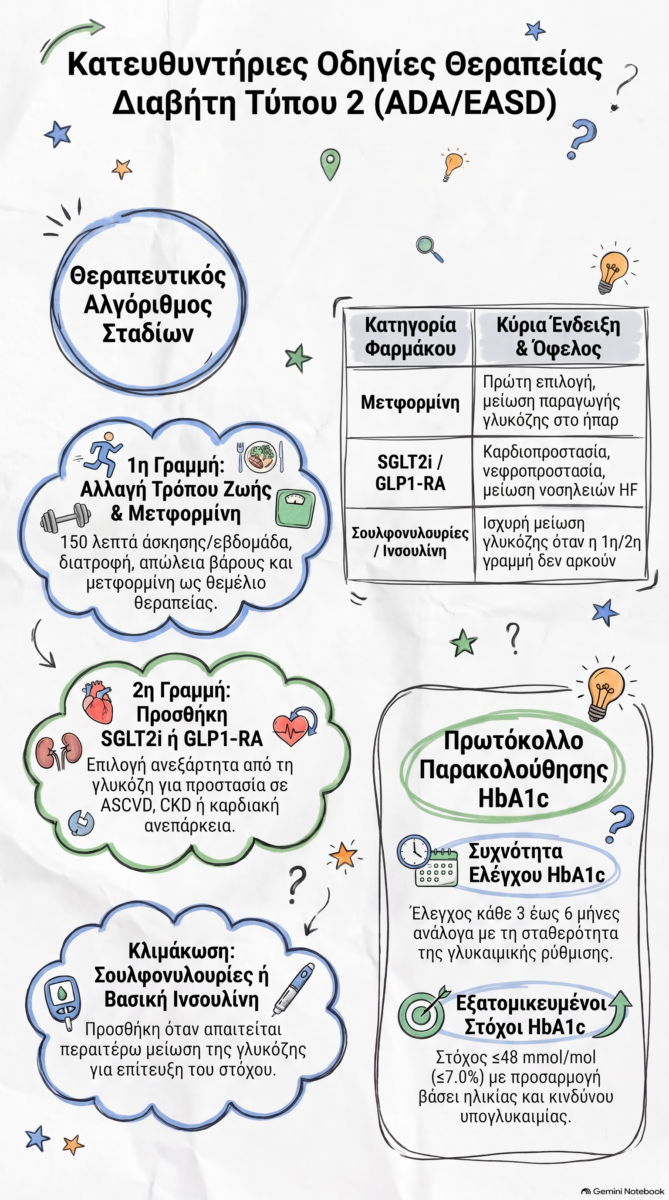 Κατευθυντήριες Οδηγίες Θεραπείας
Διαβήτη Τύπου 2 (ADA/EASD)
Θεραπευτικός
Αλγόριθμος
Σταδίων
1η Γραμμή:
Αλλαγή Τρόπου Ζωής
& Μετφορμίνη
150 λεπτά άσκησης/εβδομάδα,
διατροφή, απώλεια βάρους και
μετφορμίνη ως θεμέλιο
θεραπείας.
2η Γραμμή:
Προσθήκη
SGLT2i ή GLP1-RA
Επιλογή ανεξάρτητα από τη
γλυκόζη για προστασία σε
ASCVD, CKD ή καρδιακή
ανεπάρκεια.
Κλιμάκωση:
Σουλφονυλουρίες ή
Βασική Ινσουλίνη
Προσθήκη όταν απαιτείται
περαιτέρω μείωση της γλυκόζης
για επίτευξη του στόχου.
Κατηγορία
Φαρμάκου
Κύρια Ένδειξη
& Όφελος
Μετφορμίνη
Πρώτη επιλογή,
μείωση παραγωγής
γλυκόζης στο ήπαρ
SGLT2i /
GLP1-RA
Καρδιοπροστασία,
νεφροπροστασία,
μείωση νοσηλειών HF
Σουλφονυλουρίες
/ Ινσουλίνη
Ισχυρή μείωση
γλυκόζης όταν η 1η/2η
γραμμή δεν αρκούν
Πρωτόκολλο
Παρακολούθησης
HbA1c
Συχνότητα
Ελέγχου HbA1c
Έλεγχος κάθε 3 έως 6 μήνες
ανάλογα με τη σταθερότητα
της γλυκαιμικής ρύθμισης.
Εξατομικευμένοι
Στόχοι HbA1c
Στόχος ≤48 mmol/mol
(≤7.0%) με προσαρμογή
βάσει ηλικίας και κινδύνου
υπογλυκαιμίας.
Gemini Notebook